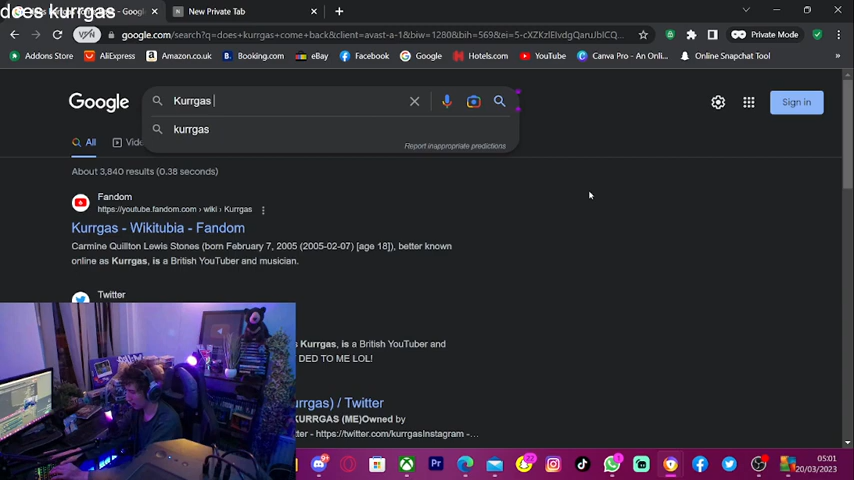 does kurrgas
- Googl
New Private Tab
google.com/search?q=does+kurrgas+come+back&client=avast-a-1&biw=1280&bih=569&ei=5-cXZKzlElvdgQaruJbgCQ...
Private Mode
Addons Store
AliExpress
Amazon.co.uk
Booking.com
eBay
Facebook
Google
Hotels.com
YouTube
Canva Pro - An Onli...
Online Snapchat Tool
Google
Kurrgas
kurrgas
Report inappropriate predictions
Sign in
All
Vide
About 3,840 results (0.38 seconds)
Fandom
https://youtube.fandom.com › wiki › Kurrgas
Kurrgas - Wikitubia - Fandom
Carmine Quillton Lewis Stones (born February 7, 2005 (2005-02-07) [age 18]), better known
online as Kurrgas, is a British YouTuber and musician.
Twitter
s Kurrgas, is a British YouTuber and
DED TO ME LOL!
urrgas) / Twitter
KURRGAS (ME)Owned by
tter - https://twitter.com/kurrgasInstagram -...
05:01
20/03/2023